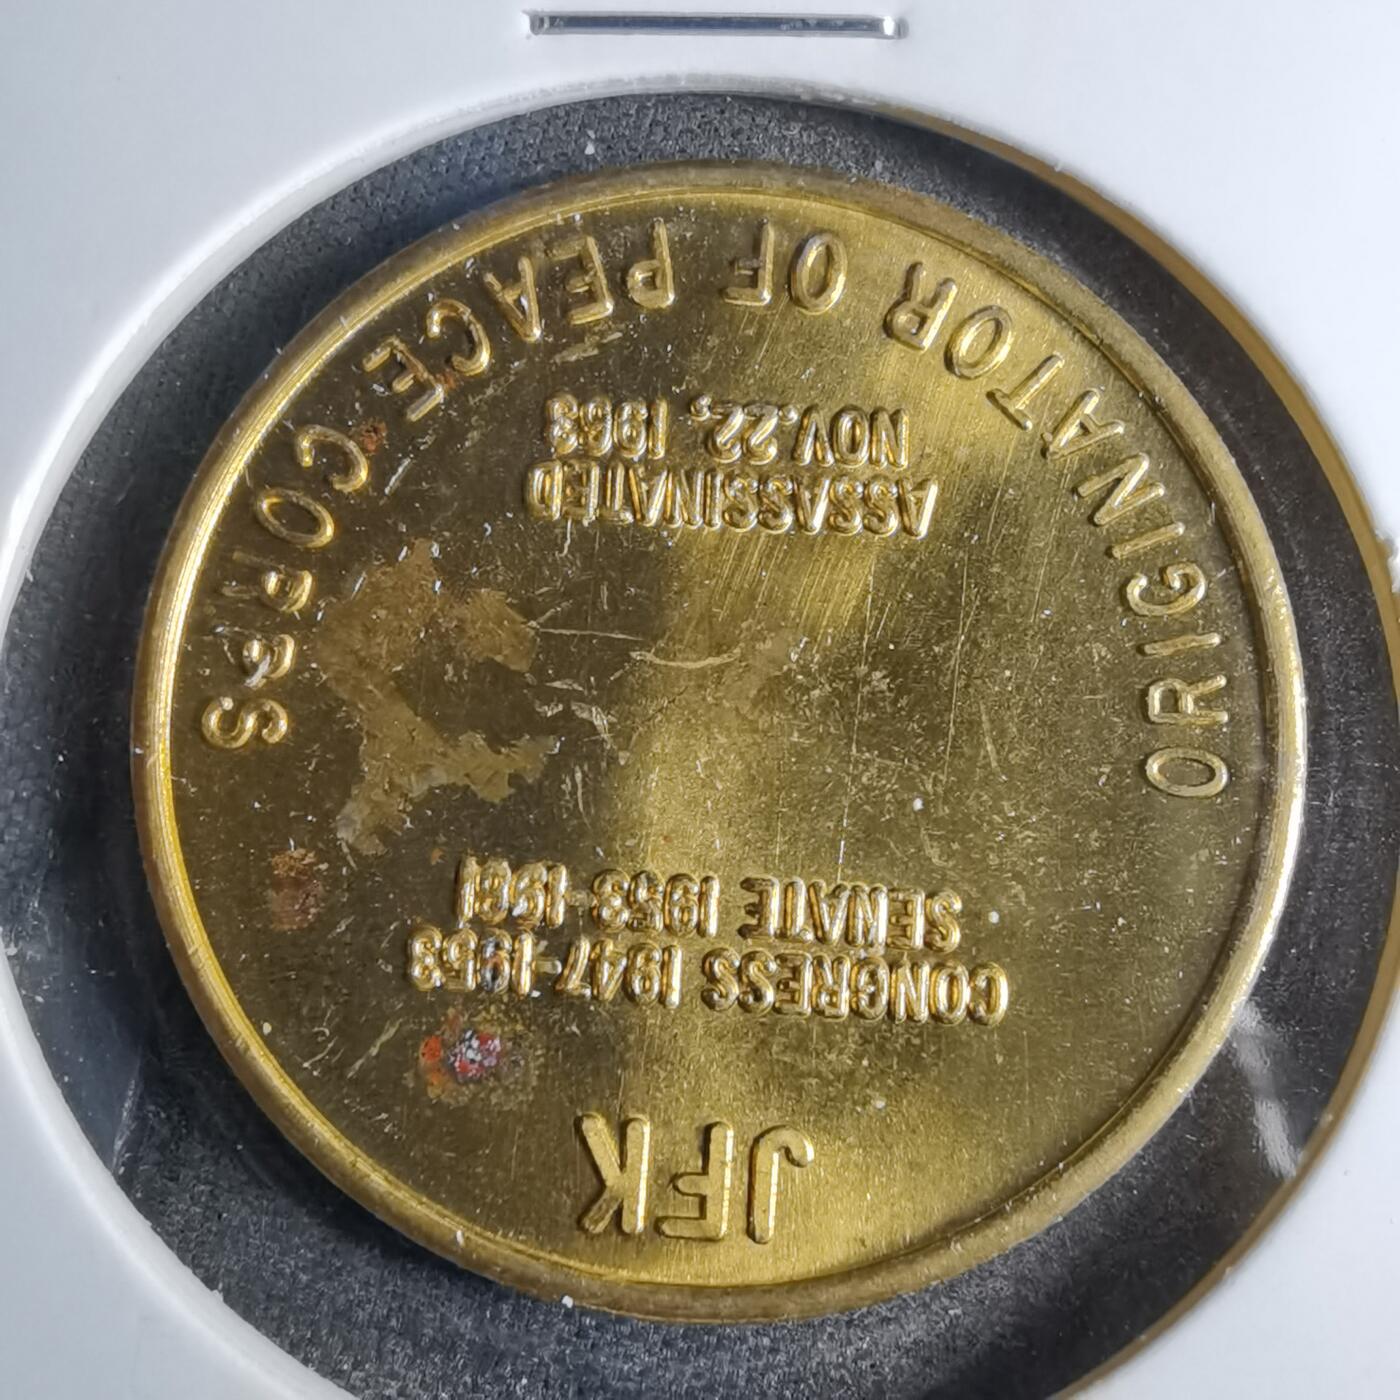 JFK
CONGRESS 1947-1953
SENATE 1953-1961
ASSASSINATED
NOV.22, 1963
ORIGINATOR OF PEACE CORPS